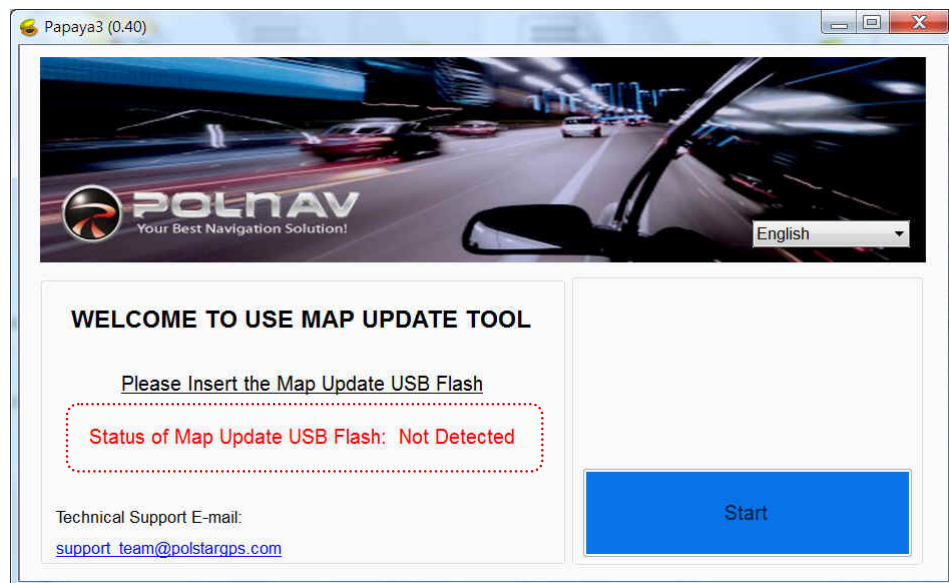 Papaya3 (0.40)
POLNAV
Your Best Navigation Solution!
English
WELCOME TO USE MAP UPDATE TOOL
Please Insert the Map Update USB Flash
Status of Map Update USB Flash: Not Detected
Technical Support E-mail:
support_team@polstargps.com
Start